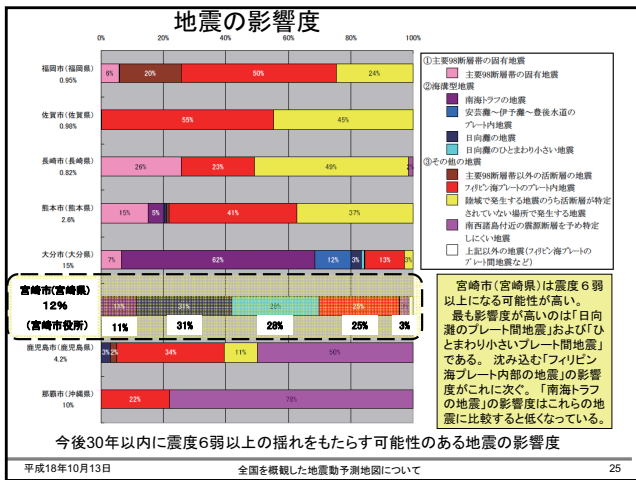 地震の影響度
0% 20% 40% 60% 80% 100%
福岡市(福岡県)
0.95%
6% 20% 50% 24%
佐賀市(佐賀県)
0.98%
55% 45%
長崎市(長崎県)
0.82%
26% 23% 49% 2%
熊本市(熊本県)
2.6%
15% 5% 41% 37%
大分市(大分県)
15%
7% 62% 12% 3% 13% 3%
宮崎市(宮崎県)
12%
(宮崎市役所)
11% 31% 28% 25% 3%
11% 31% 28% 25% 3%
鹿児島市(鹿児島県)
4.2%
3% 2% 34% 11% 50%
那覇市(沖縄県)
10%
22% 78%
①主要98断層帯の固有地震
主要98断層帯の固有地震
②海溝型地震
南海トラフの地震
安芸灘~伊予灘~豊後水道の
プレート内地震
日向灘の地震
日向灘のひとまわり小さい地震
③その他の地震
主要98断層帯以外の活断層の地震
フィリピン海プレートのプレート内地震
陸域で発生する地震のうち活断層が特定
されていない場所で発生する地震
南西諸島付近の震源断層を予め特定
しにくい地震
上記以外の地震(フィリピン海プレートの
プレート間地震など)
宮崎市(宮崎県)は震度6弱
以上になる可能性が高い。
最も影響度が高いのは「日向
灘のプレート間地震」および「ひ
とまわり小さいプレート間地震」
である。 沈み込む「フィリピン
海プレート内部の地震」の影響
度がこれに次ぐ。「南海トラフ
の地震」の影響度はこれらの地
震に比較すると低くなっている。
今後30年以内に震度6弱以上の揺れをもたらす可能性のある地震の影響度
平成18年10月13日
全国を概観した地震動予測地図について
25